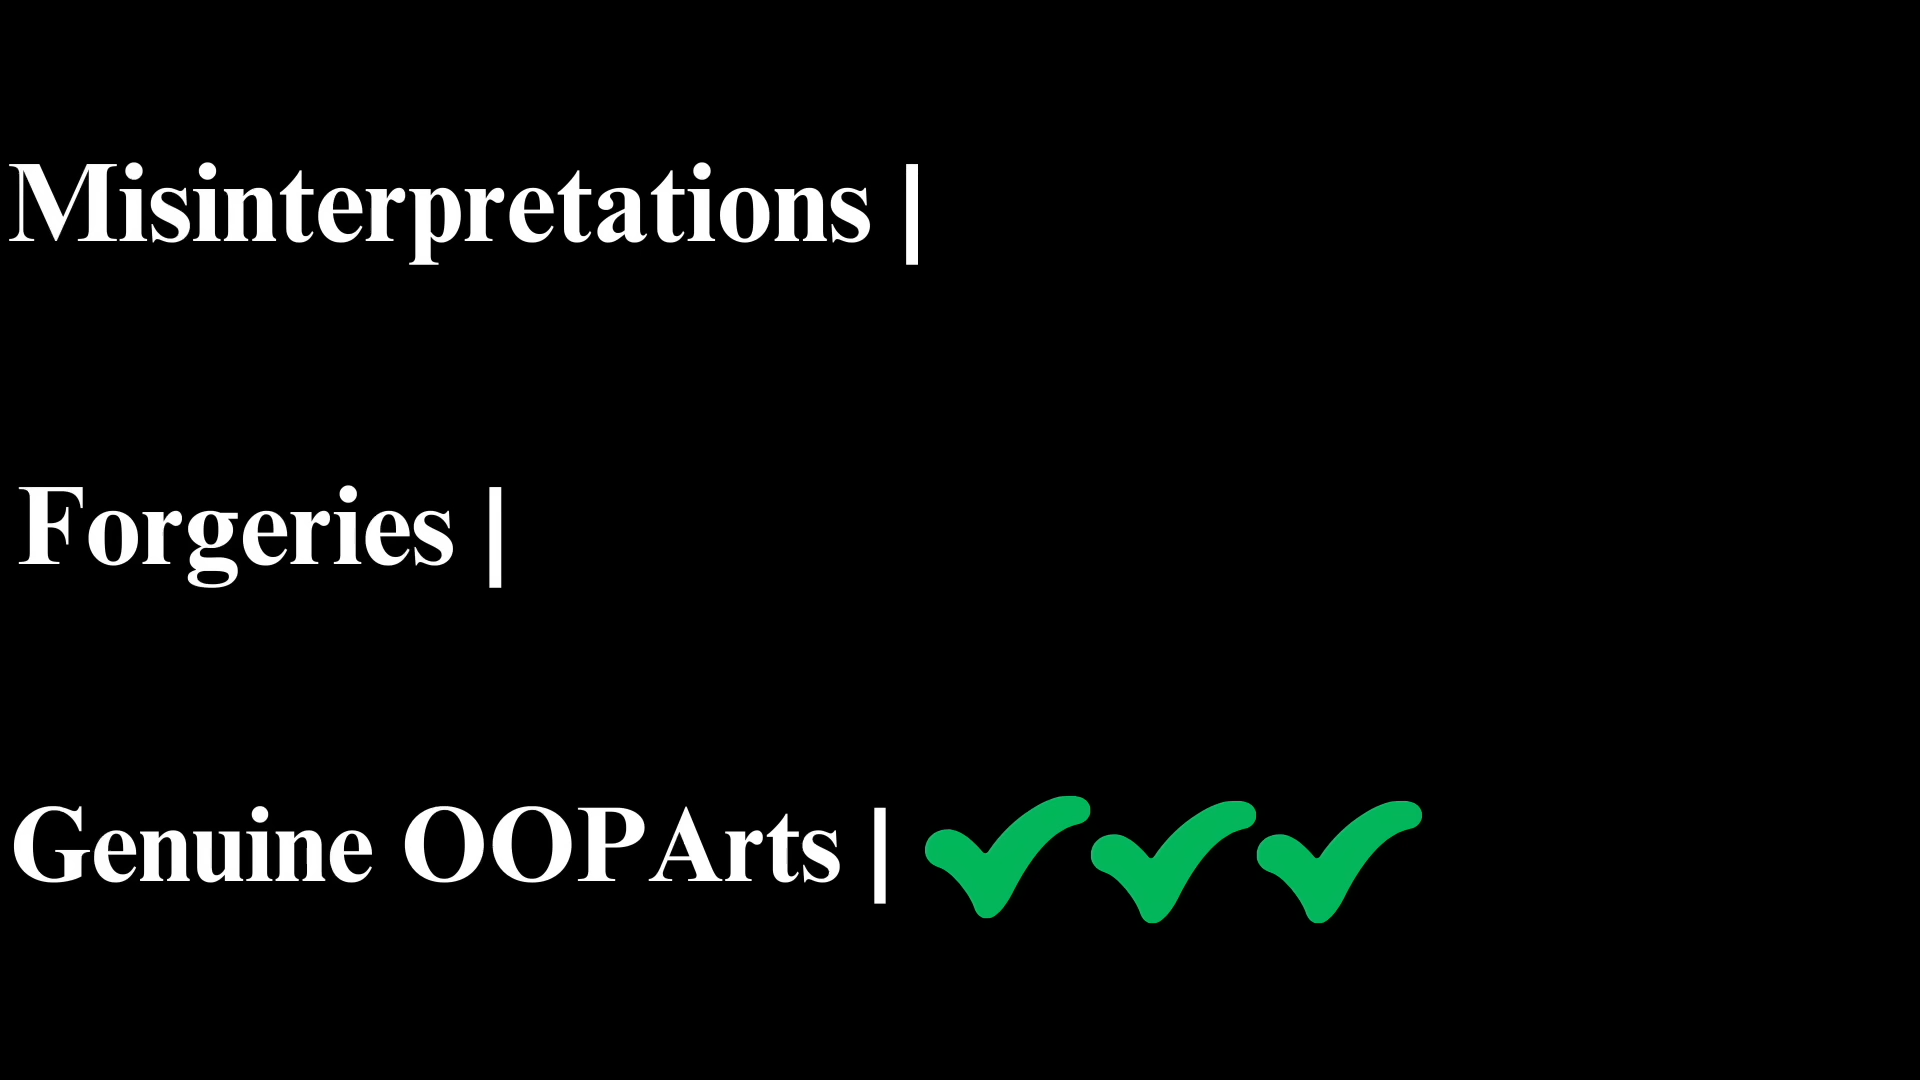 Misinterpretations |
Forgeries |
Genuine OOPArts | ✔✔✔